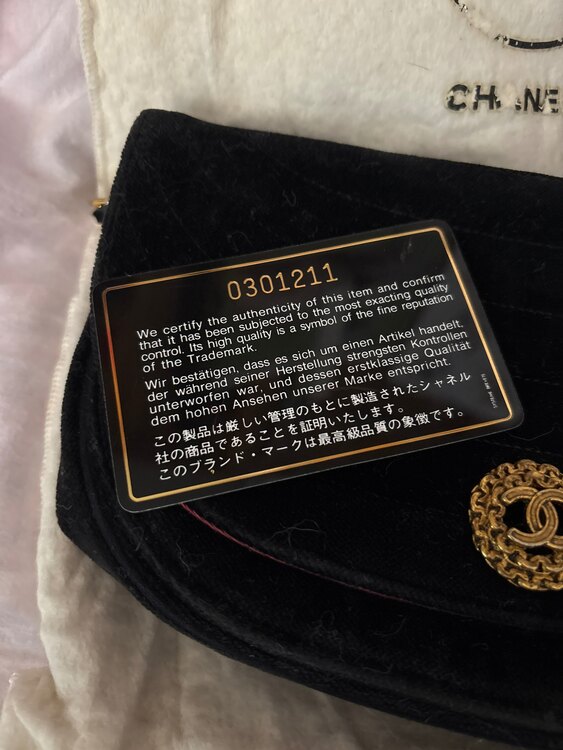 CHANE
0301211
We certify the authenticity of this item and confirm
that it has been subjected to the most exacting quality
control. Its high quality is a symbol of the fine reputation
of the Trademark.
Wir bestätigen, dass es sich um einen Artikel handelt,
der während seiner Herstellung strengsten Kontrollen
unterworfen war, und dessen erstklassige Qualität
dem hohen Ansehen unserer Marke entspricht.
この製品は厳しい管理のもとに製造されたシャネル
社の商品であることを証明いたします。
このブランド・マークは最高級品質の象徴です。